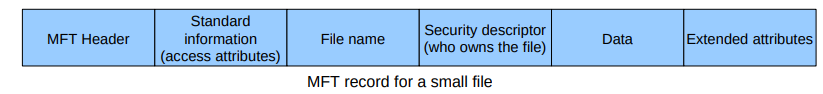 MFT Header
Standard
information
(access attributes)
File name
Security descriptor
(who owns the file)
Data
Extended attributes
MFT record for a small file